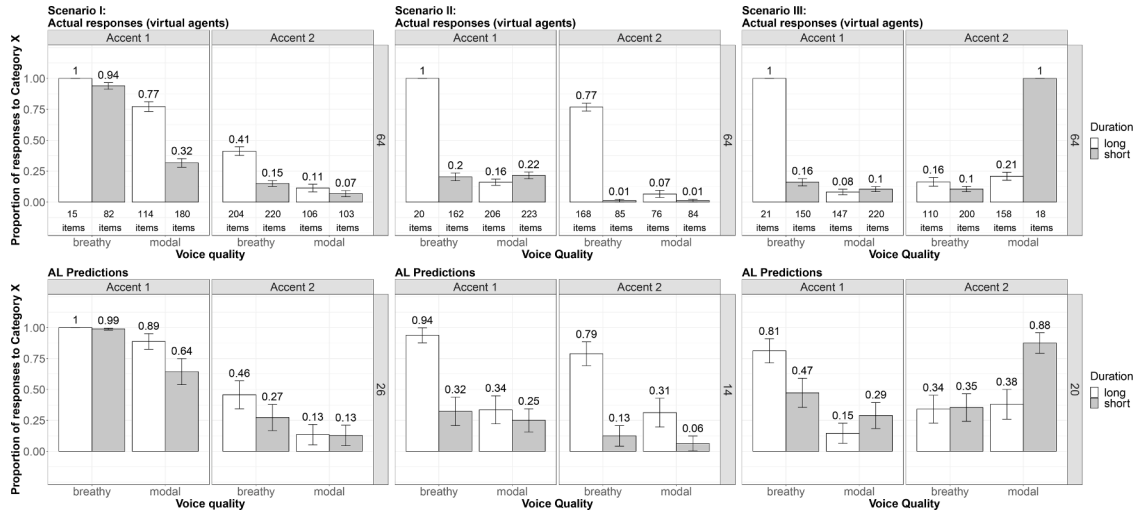 Scenario I:
Actual responses (virtual agents)
Accent 1
Accent 2
Proportion of responses to Category X
1.00
0.75
0.50
0.25
0.00
1
0.94
0.77
0.32
0.41
0.15
0.11
0.07
15 items
82 items
114 items
180 items
204 items
220 items
106 items
103 items
64
breathy
modal
breathy
modal
Voice quality
Scenario II:
Actual responses (virtual agents)
Accent 1
Accent 2
1
0.2
0.16
0.22
0.77
0.01
0.07
0.01
20 items
162 items
206 items
223 items
168 items
85 items
76 items
84 items
64
breathy
modal
breathy
modal
Voice Quality
Scenario III:
Actual responses (virtual agents)
Accent 1
Accent 2
1
0.16
0.08
0.1
0.16
0.1
0.21
1
21 items
150 items
147 items
220 items
110 items
200 items
158 items
18 items
64
breathy
modal
breathy
modal
Voice Quality
Duration
long
short
AL Predictions
Accent 1
Accent 2
Proportion of responses to Category X
1.00
0.75
0.50
0.25
0.00
1
0.99
0.89
0.64
0.46
0.27
0.13
0.13
26
breathy
modal
breathy
modal
Voice Quality
AL Predictions
Accent 1
Accent 2
0.94
0.32
0.34
0.25
0.79
0.13
0.31
0.06
14
breathy
modal
breathy
modal
Voice Quality
AL Predictions
Accent 1
Accent 2
0.81
0.47
0.15
0.29
0.34
0.35
0.38
0.88
20
breathy
modal
breathy
modal
Voice Quality
Duration
long
short